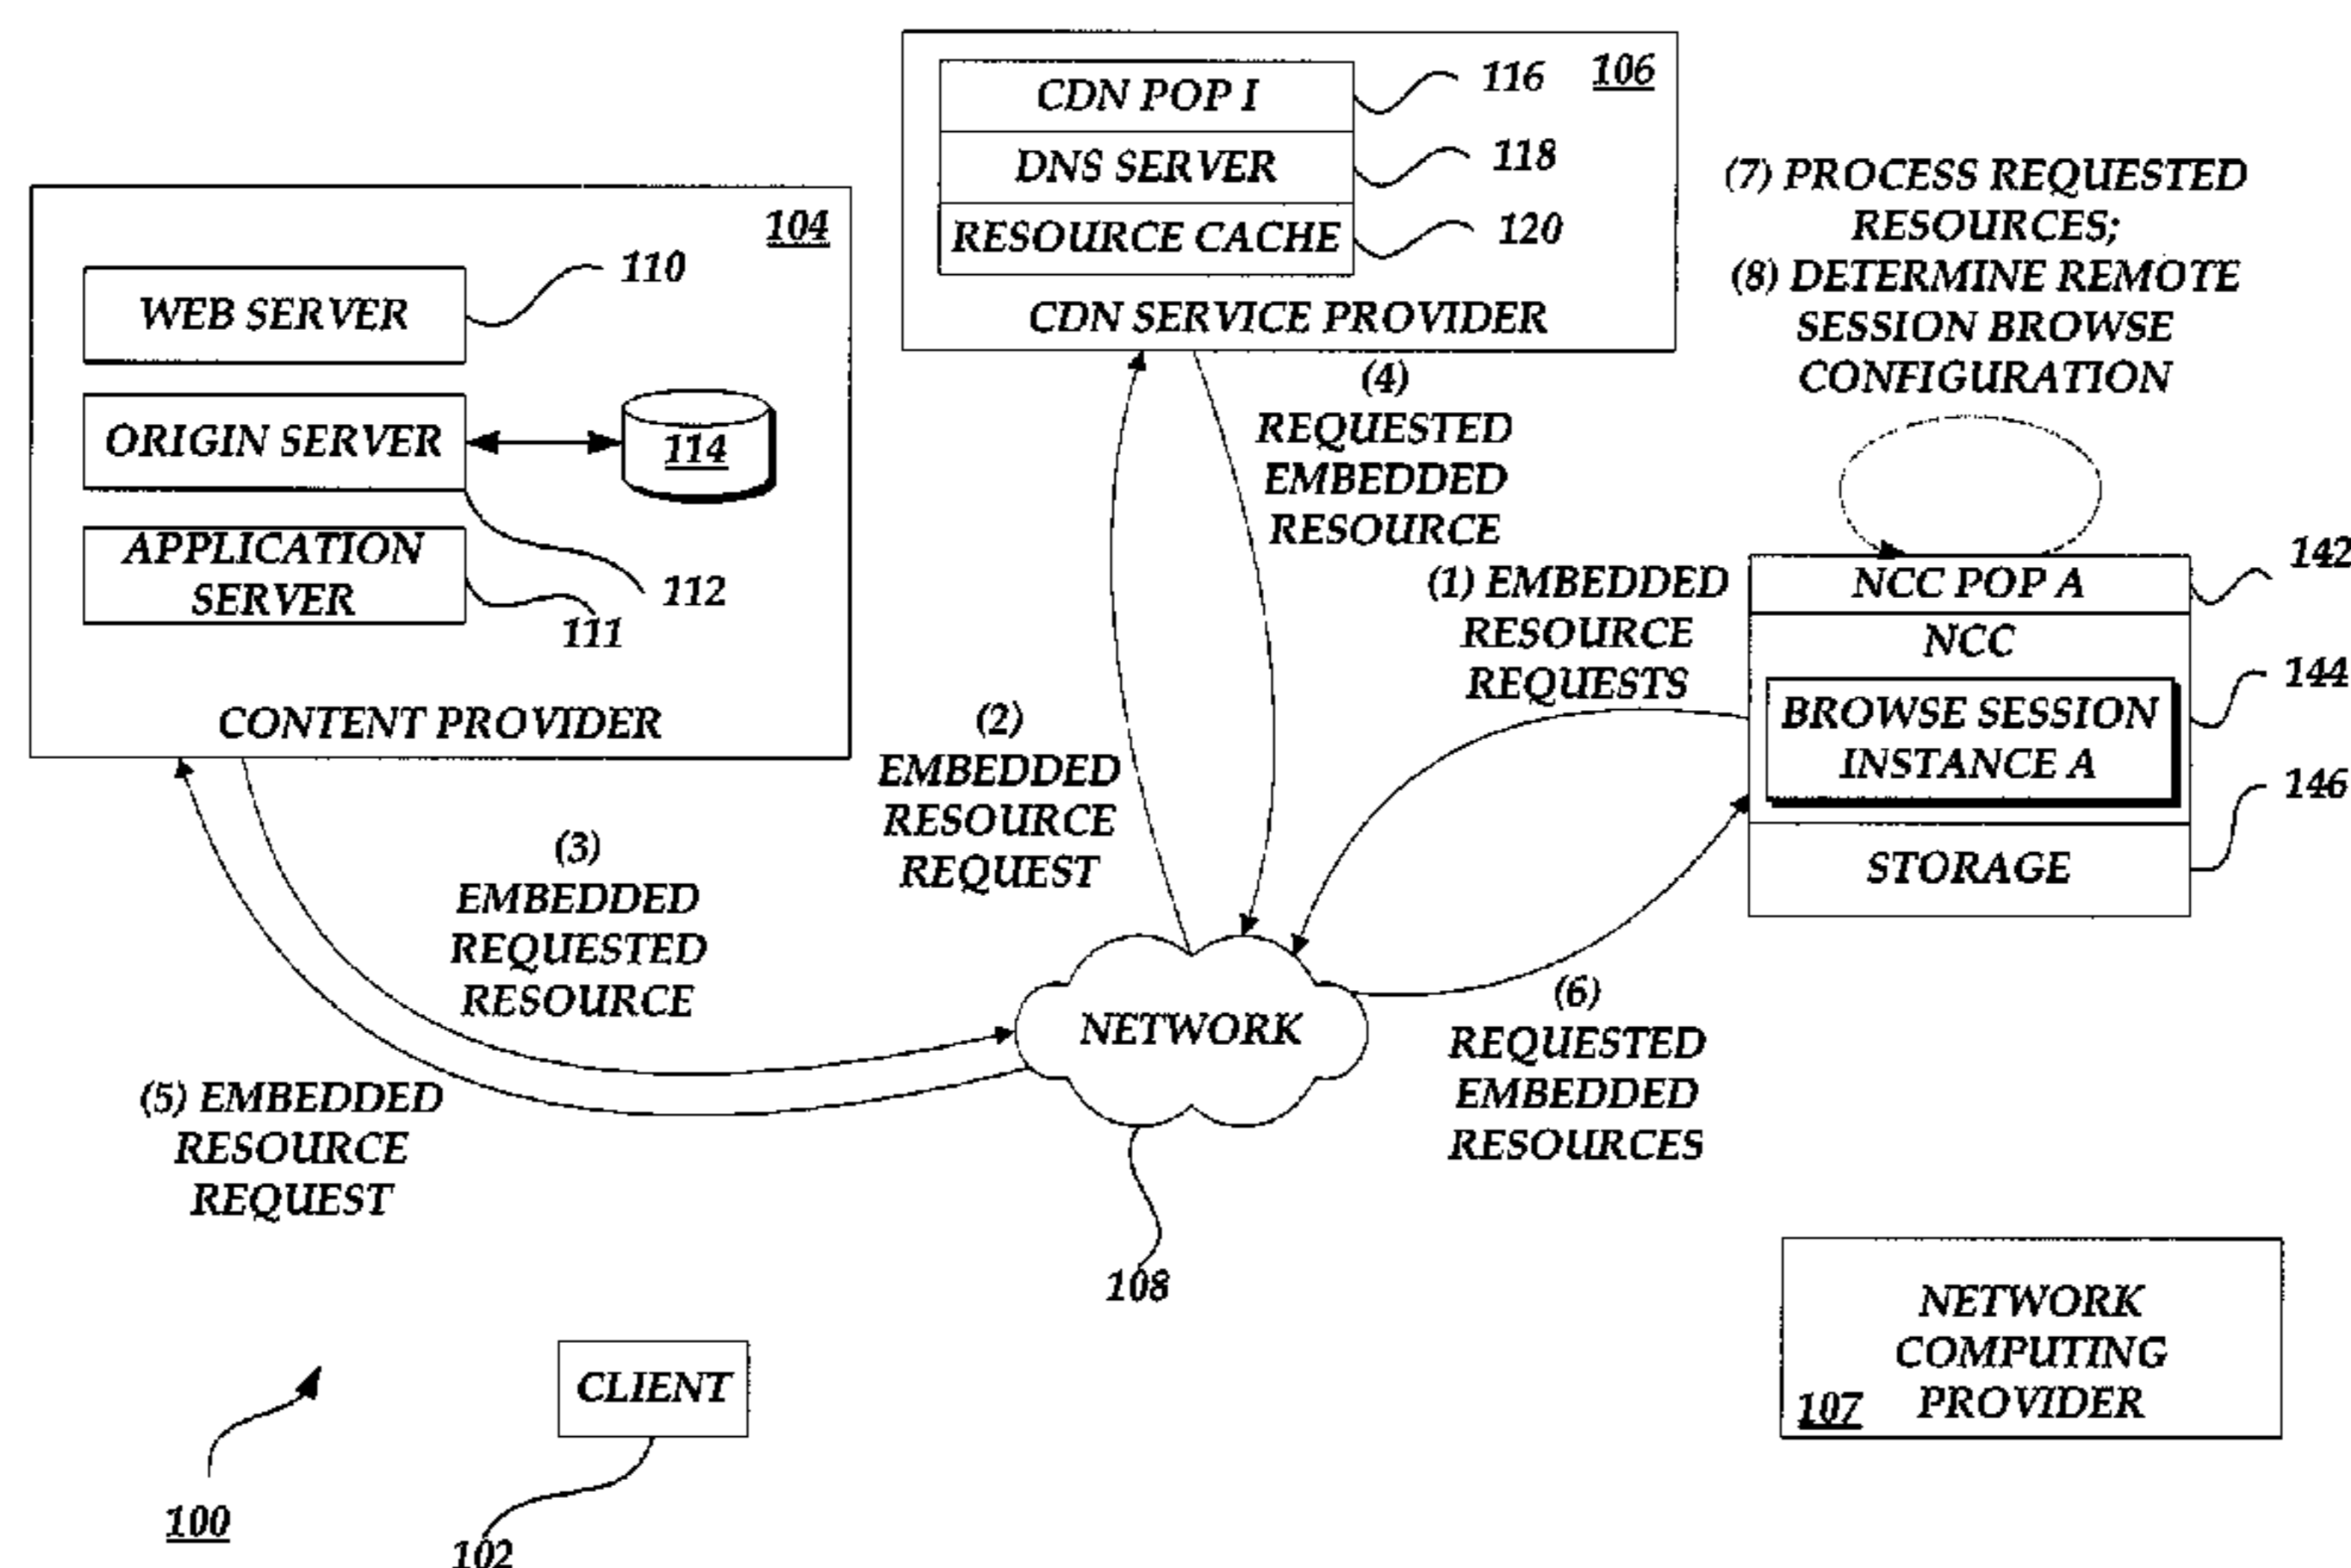 104
WEB SERVER
110
ORIGIN SERVER
114
APPLICATION
SERVER
112
111
CONTENT PROVIDER
CDN POP I
116
106
DNS SERVER
118
RESOURCE CACHE
120
CDN SERVICE PROVIDER
(7) PROCESS REQUESTED
RESOURCES;
(8) DETERMINE REMOTE
SESSION BROWSE
CONFIGURATION
(4)
REQUESTED
EMBEDDED
RESOURCE
(1) EMBEDDED
RESOURCE
REQUESTS
NCC POP A
142
NCC
144
BROWSE SESSION
INSTANCE A
146
STORAGE
(2)
EMBEDDED
RESOURCE
REQUEST
(3)
EMBEDDED
REQUESTED
RESOURCE
(5) EMBEDDED
RESOURCE
REQUEST
NETWORK
(6)
REQUESTED
EMBEDDED
RESOURCES
108
CLIENT
100
102
NETWORK
COMPUTING
PROVIDER
107